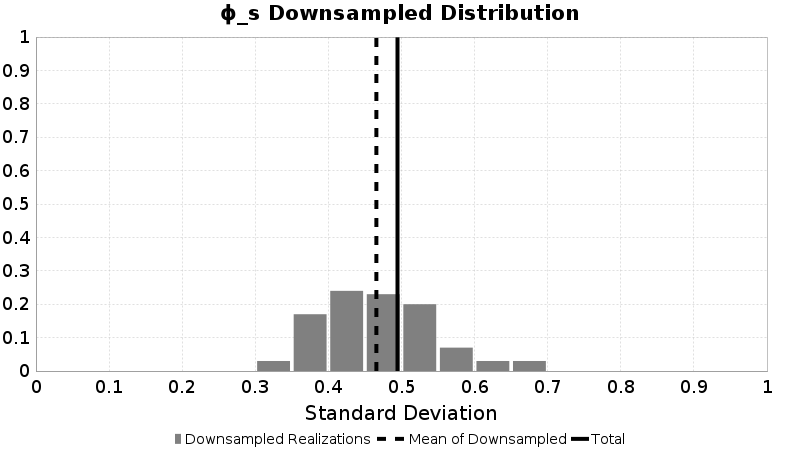 ϕ_s Downsampled Distribution
1
0.9
0.8
0.7
0.6
0.5
0.4
0.3
0.2
0.1
0
0 0.1 0.2 0.3 0.4 0.5 0.6 0.7 0.8 0.9 1
Standard Deviation
Downsampled Realizations Mean of Downsampled Total